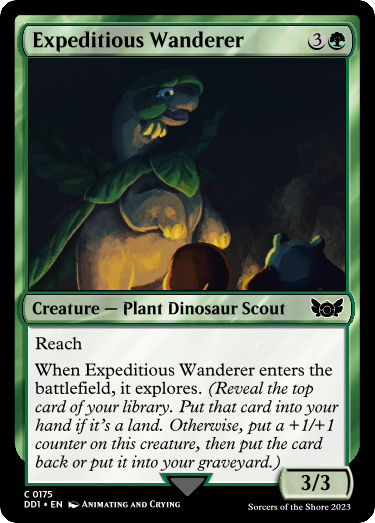 Expeditious Wanderer 3
Creature — Plant Dinosaur Scout
Reach
When Expeditious Wanderer enters the
battlefield, it explores. (Reveal the top
card of your library. Put that card into your
hand if it's a land. Otherwise, put a +1/+1
counter on this creature, then put the card
back or put it into your graveyard.)
3/3
C 0175
DD1 • EN Animating and Crying
Sorcers of the Shore 2023